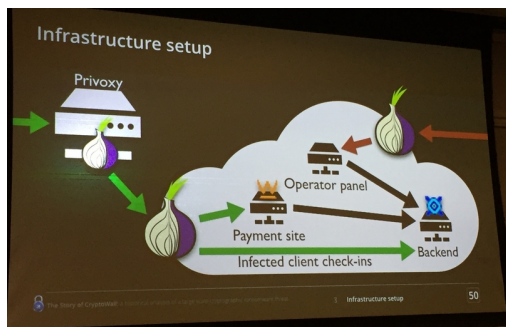 Infrastructure setup
Privoxy
Operator panel
Payment site
Infected client check-ins
Backend
The Story of CryptoWall
Infrastructure setup
50